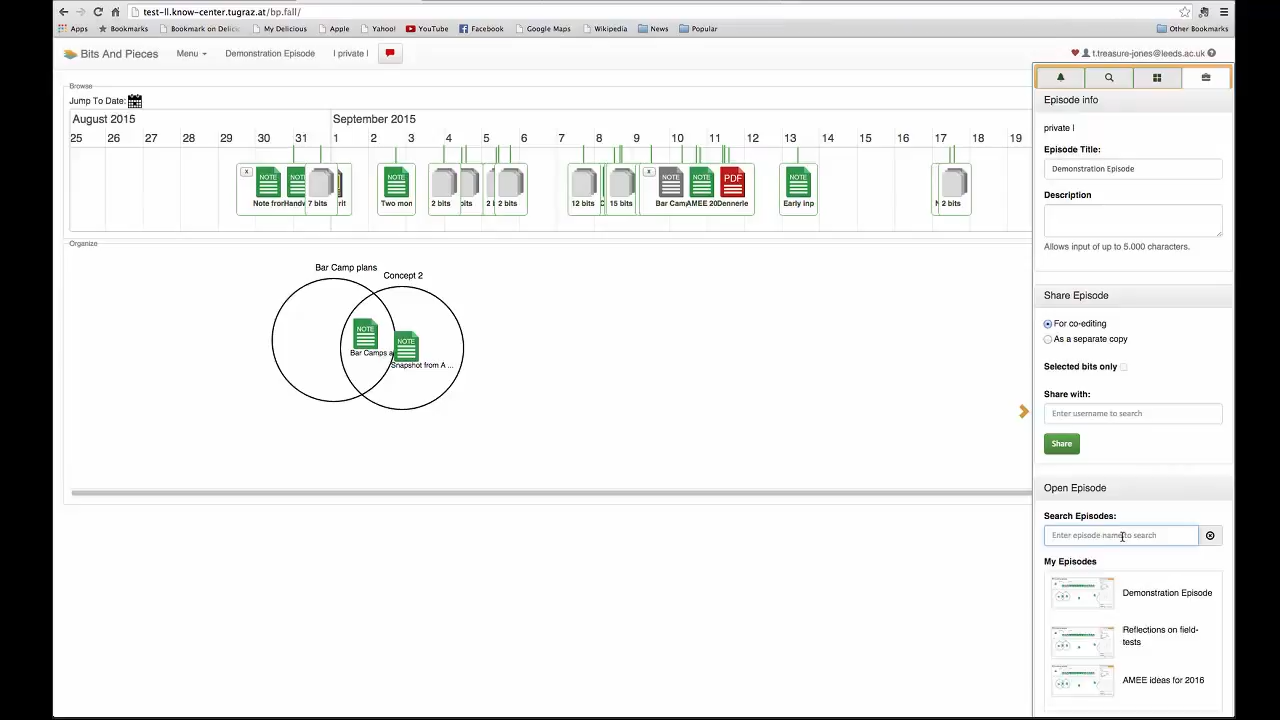 test-ll.know-center.tugraz.at/bp.fall/
Apps Bookmarks Bookmark on Delici My Delicious Apple Yahoo! YouTube Facebook Google Maps Wikipedia News Popular Other Bookmarks
Bits And Pieces Menu Demonstration Episode | private | t.treasure-jones@leeds.ac.uk
Browse
Jump To Date:
August 2015 September 2015
25 26 27 28 29 30 31 1 2 3 4 5 6 7 8 9 10 11 12 13 14 15 16 17 18 19
x x
NOTE NOTE NOTE NOTE NOTE PDF NOTE
Note from Handw 7 bits Two mon 2 bits bits 2 bits 12 bits 15 bits Bar Cam AMEE 20 Dennerle Early inp 2 bits
Organize
Bar Camp plans
Concept 2
NOTE
Bar Camps a
NOTE
Snapshot from A ...
Episode info
private |
Episode Title:
Demonstration Episode
Description
Allows input of up to 5.000 characters.
Share Episode
For co-editing
As a separate copy
Selected bits only
Share with:
Enter username to search
Share
Open Episode
Search Episodes:
Enter episode name to search
My Episodes
Demonstration Episode
Reflections on field-
tests
AMEE ideas for 2016